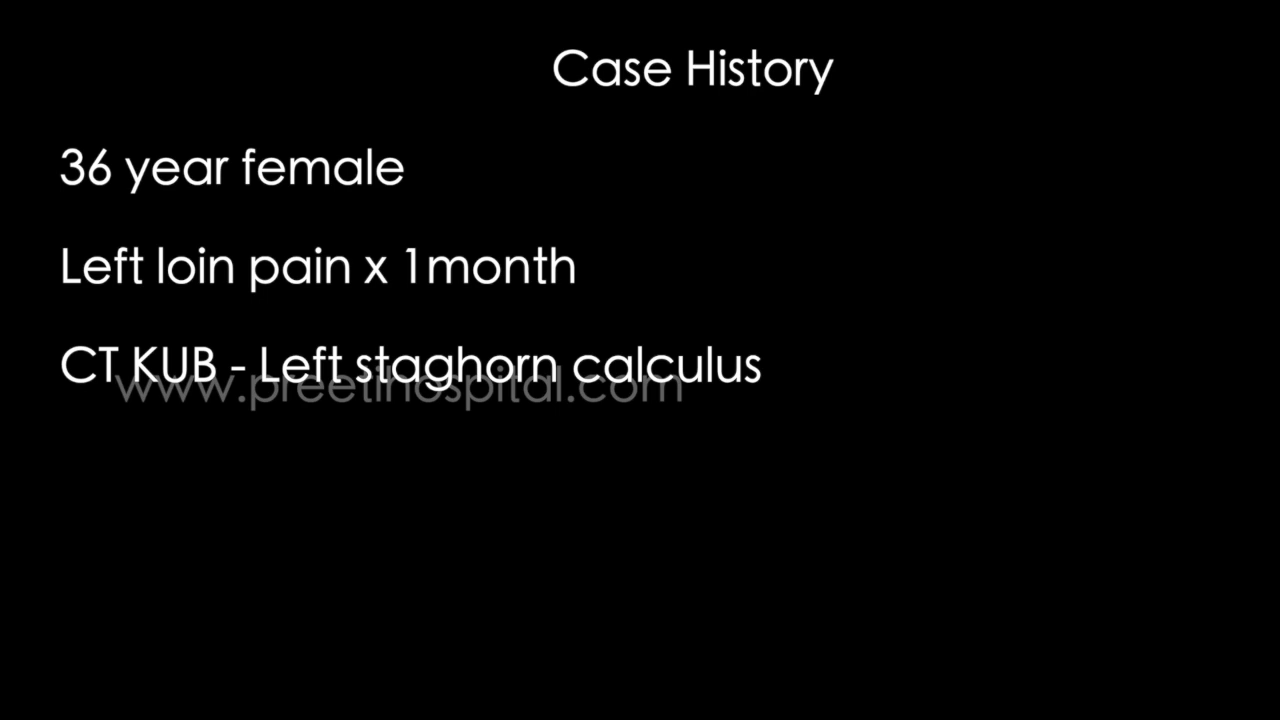 Case History
36 year female
Left loin pain x 1month
CT KUB - Left staghorn calculus
www.preetihospital.com